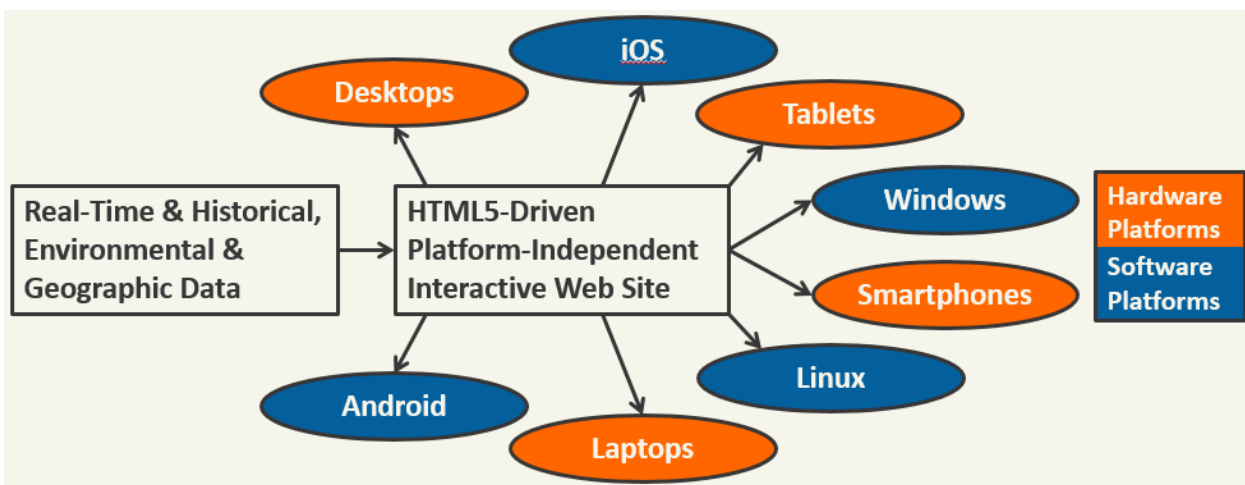 iOS
Desktops
Tablets
Real-Time & Historical,
Environmental &
Geographic Data
HTML5-Driven
Platform-Independent
Interactive Web Site
Windows
Smartphones
Hardware
Platforms
Software
Platforms
Linux
Android
Laptops